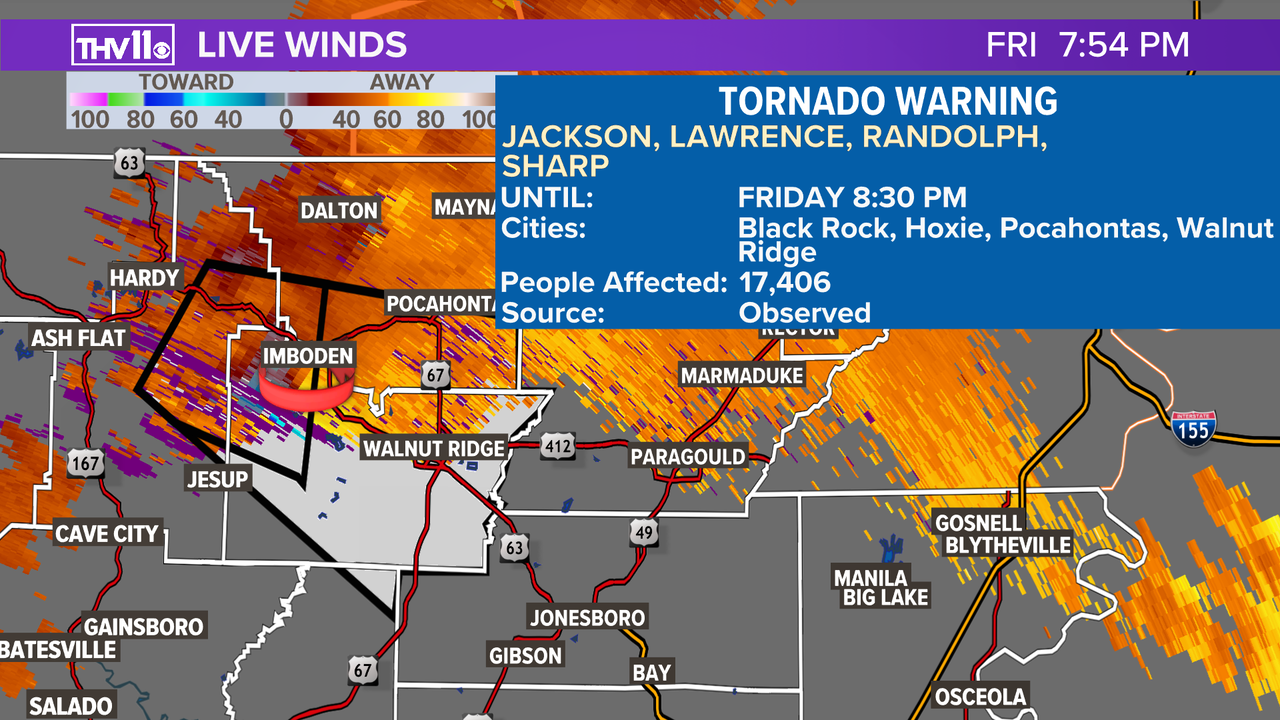 THV11 LIVE WINDS FRI 7:54 PM
TOWARD AWAY
100 80 60 40 0 40 60 80 100
TORNADO WARNING
JACKSON, LAWRENCE, RANDOLPH,
SHARP
UNTIL: FRIDAY 8:30 PM
Cities: Black Rock, Hoxie, Pocahontas, Walnut
Ridge
People Affected: 17,406
Source: Observed
63
DALTON
MAYNA
HARDY
POCAHONTA
RECTOR
ASH FLAT
IMBODEN
67
MARMADUKE
INTERSTATE
155
WALNUT RIDGE
412
PARAGOULD
167
JESUP
CAVE CITY
63
49
GOSNELL
BLYTHEVILLE
MANILA
BIG LAKE
GAINSBORO
BATESVILLE
JONESBORO
GIBSON
67
BAY
SALADO
OSCEOLA